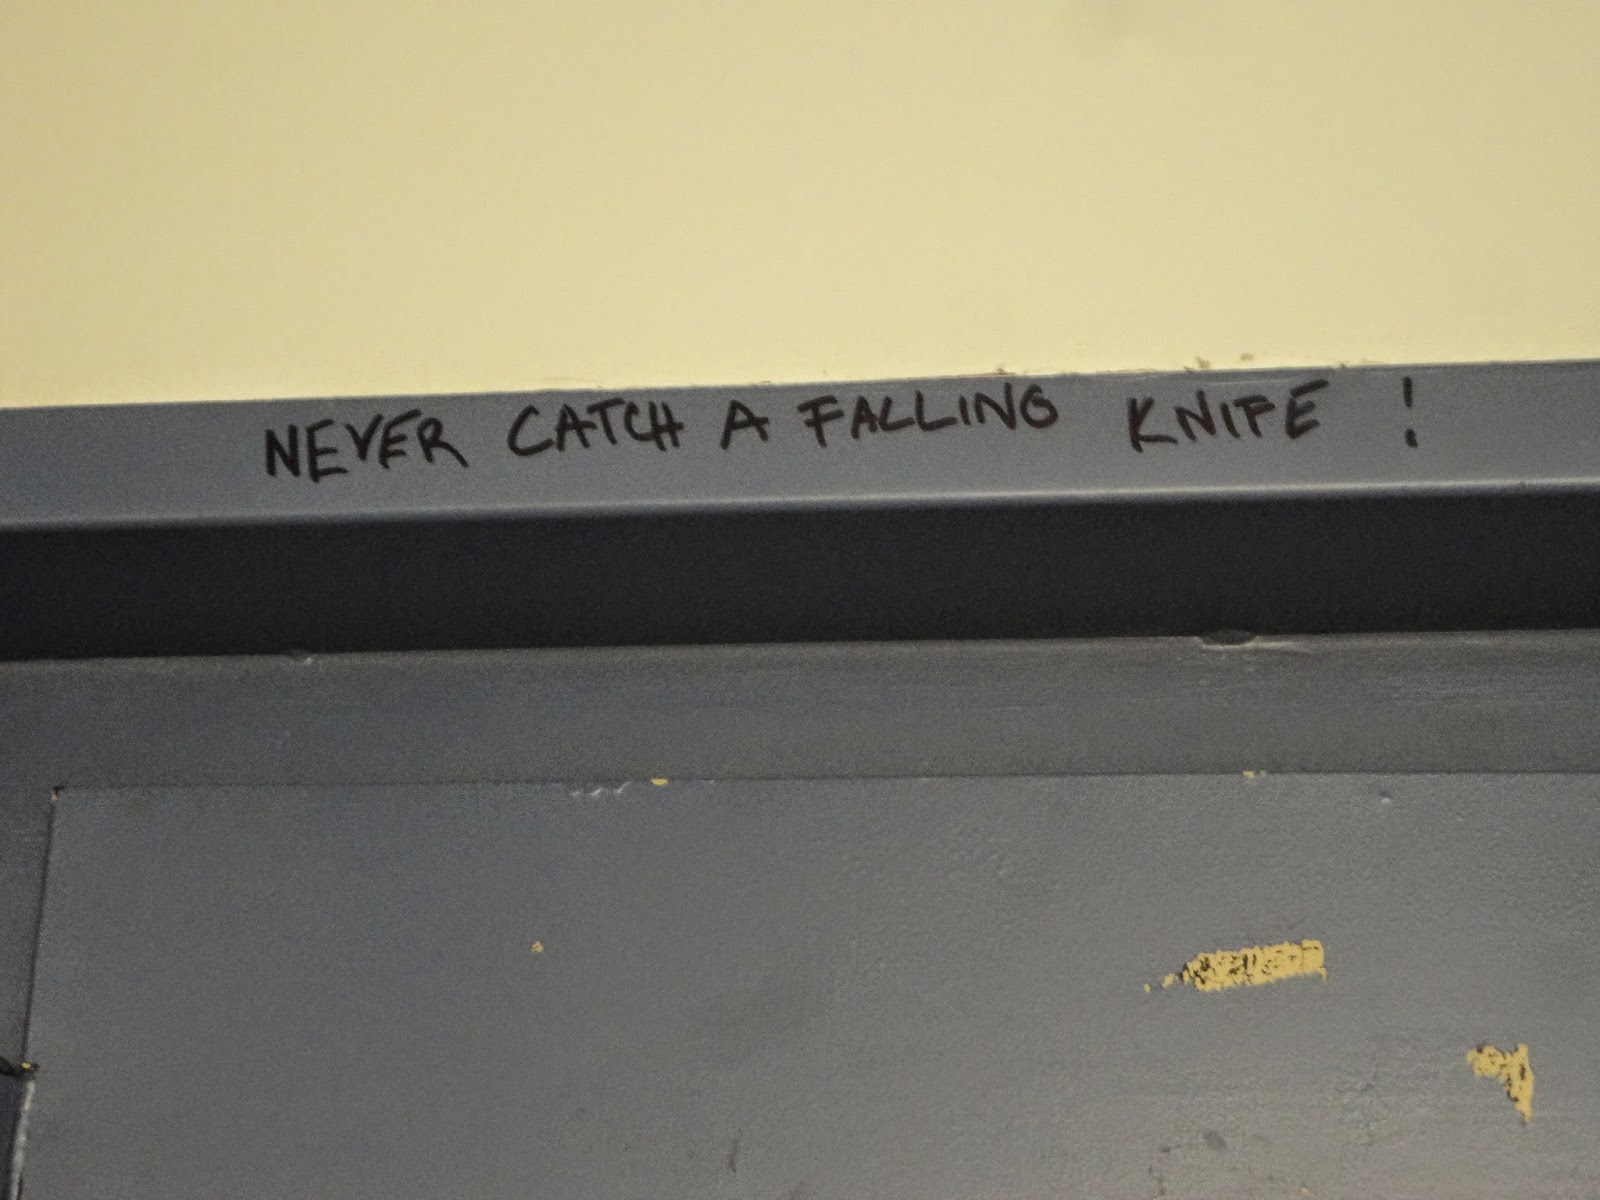 NEVER CATCH A FALLING KNIFE !